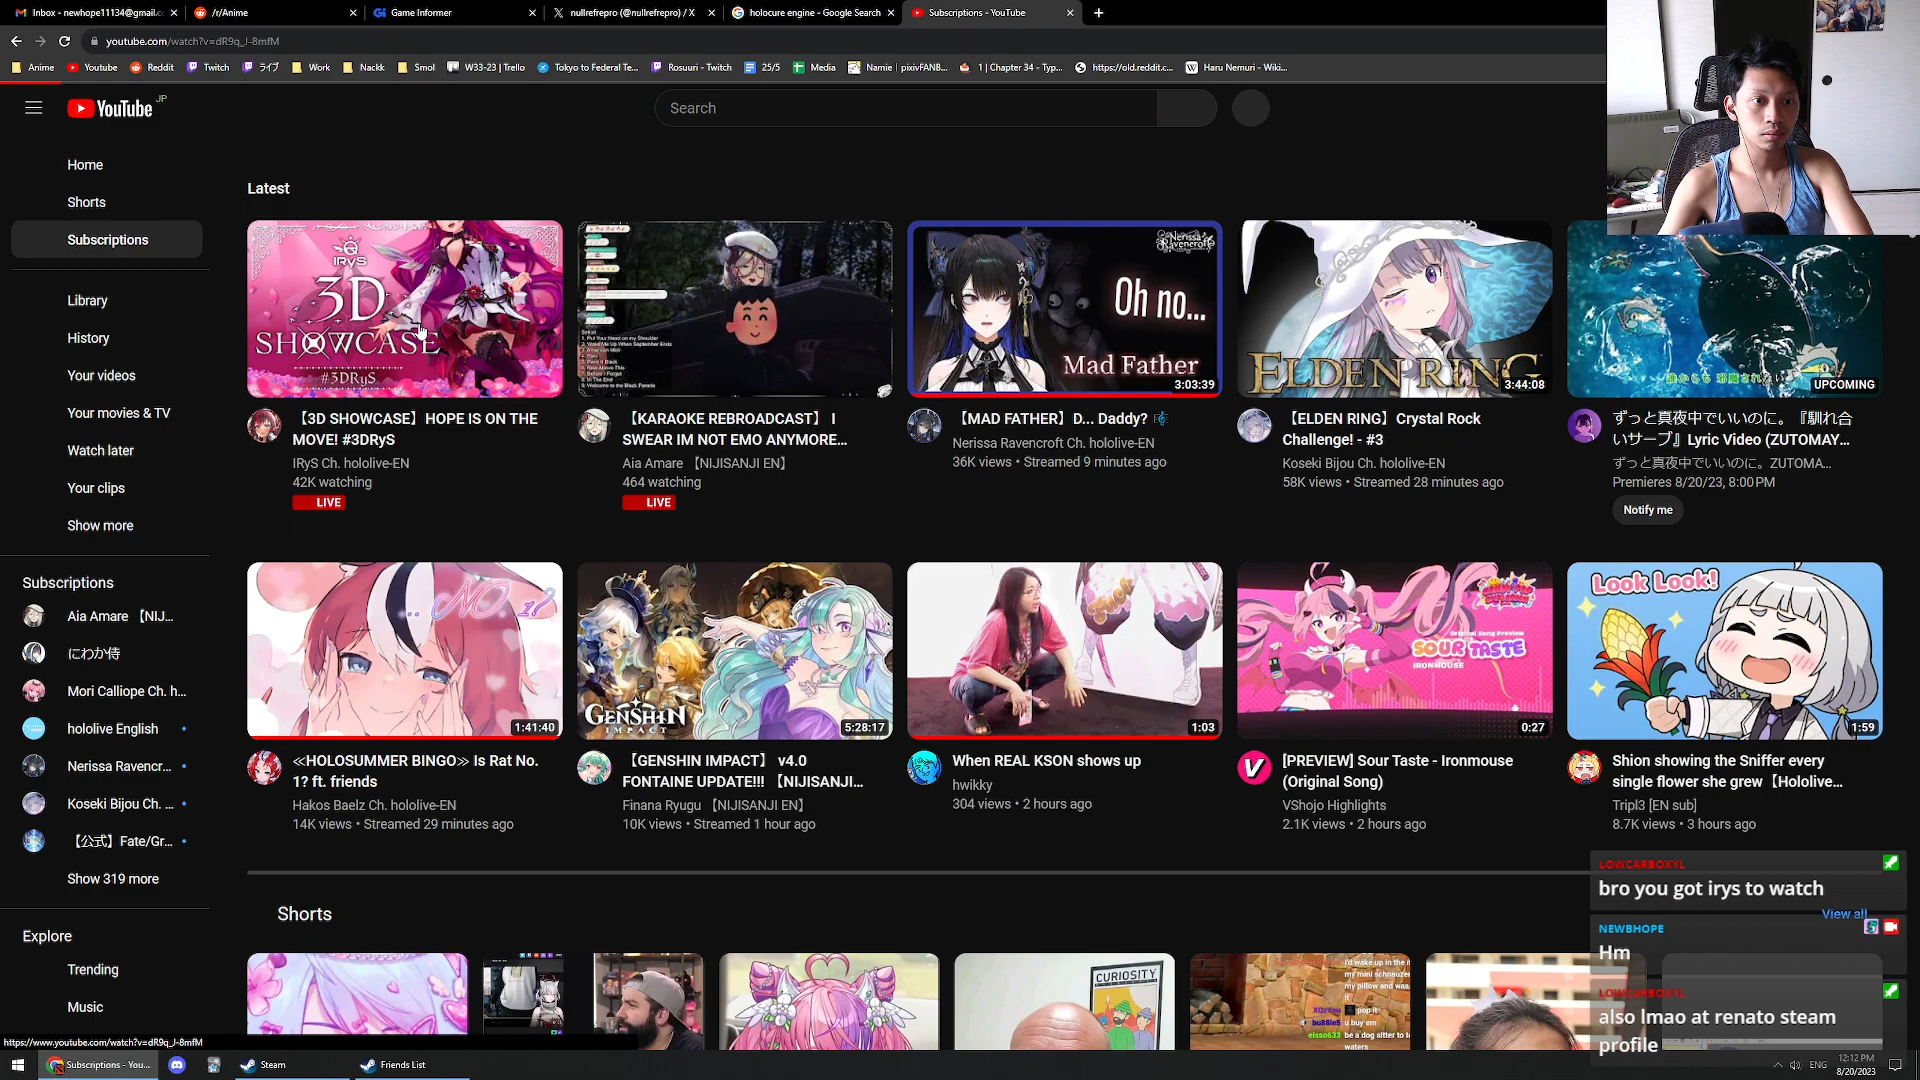 Inbox - newhope11134@gmail.c
/r/Anime
Game Informer
nullrefrepro (@nullrefrepro) / X
holocure engine - Google Search
Subscriptions - YouTube
youtube.com/watch?v=dR9q_J-8mfM
Anime
Youtube
Reddit
Twitch
ライブ
Work
Nackk
Smol
W33-23 | Trello
Tokyo to Federal Te...
Rosuuri - Twitch
25/5
Media
Namie | pixivFANB...
1 | Chapter 34 - Typ...
https://old.reddit.c...
Haru Nemuri - Wiki...
YouTube JP
Search
Home
Shorts
Subscriptions
Library
History
Your videos
Your movies & TV
Watch later
Your clips
Show more
Subscriptions
Aia Amare 【NIJ...
にわか侍
Mori Calliope Ch. h...
hololive English
Nerissa Ravencr...
Koseki Bijou Ch. ...
【公式】Fate/Gr...
Show 319 more
Explore
Trending
Music
Latest
IRyS
3D
SHOWCASE
#3DRyS
【3D SHOWCASE】HOPE IS ON THE
MOVE! #3DRyS
IRyS Ch. hololive-EN
42K watching
LIVE
【KARAOKE REBROADCAST】 I
SWEAR IM NOT EMO ANYMORE...
Aia Amare 【NIJISANJI EN】
464 watching
LIVE
Nerissa
Ravencroft
Oh no...
Mad Father
3:03:39
【MAD FATHER】D... Daddy? 🎼
Nerissa Ravencroft Ch. hololive-EN
36K views • Streamed 9 minutes ago
ELDEN RING
3:44:08
【ELDEN RING】Crystal Rock
Challenge! - #3
Koseki Bijou Ch. hololive-EN
58K views • Streamed 28 minutes ago
誰からも 邪魔されない
UPCOMING
ずっと真夜中でいいのに。『馴れ合
いサーブ』Lyric Video (ZUTOMAY...
ずっと真夜中でいいのに。ZUTOMA...
Premieres 8/20/23, 8:00 PM
Notify me
... NO. 1?
1:41:40
≪HOLOSUMMER BINGO≫ Is Rat No.
1? ft. friends
Hakos Baelz Ch. hololive-EN
14K views • Streamed 29 minutes ago
GENSHIN
IMPACT
5:28:17
【GENSHIN IMPACT】 v4.0
FONTAINE UPDATE!!! 【NIJISANJI...
Finana Ryugu 【NIJISANJI EN】
10K views • Streamed 1 hour ago
1:03
When REAL KSON shows up
hwikky
304 views • 2 hours ago
Original Song Preview
SOUR TASTE
IRONMOUSE
0:27
[PREVIEW] Sour Taste - Ironmouse
(Original Song)
VShojo Highlights
2.1K views • 2 hours ago
Look Look!
1:59
Shion showing the Sniffer every
single flower she grew【Hololive...
Tripl3 [EN sub]
8.7K views • 3 hours ago
Shorts
View all
CURIOSITY
LOWCARBOXYL
bro you got irys to watch
NEWBHOPE
Hm
LOWCARBOXYL
also lmao at renato steam
profile
https://www.youtube.com/watch?v=dR9q_J-8mfM
Subscriptions - You...
Steam
Friends List
ENG
12:12 PM
8/20/2023